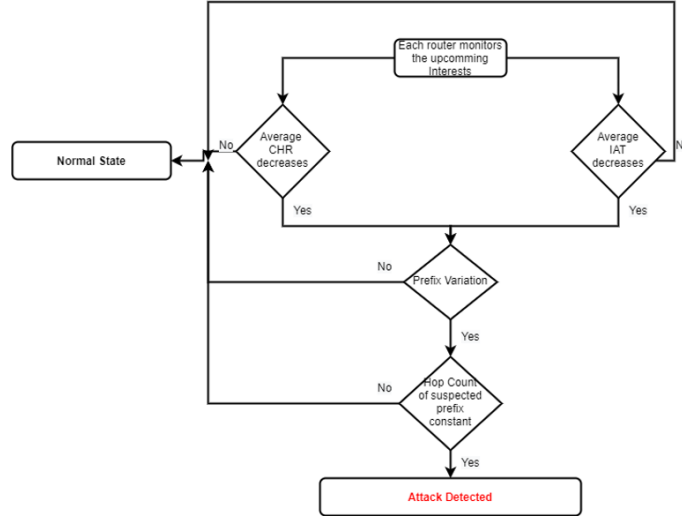 Each router monitors
the upcomming
Interests
Average
CHR
decreases
Average
IAT
decreases
No
N
Normal State
Yes
Yes
No
Prefix Variation
Yes
No
Hop Count
of suspected
prefix
constant
Yes
Attack Detected